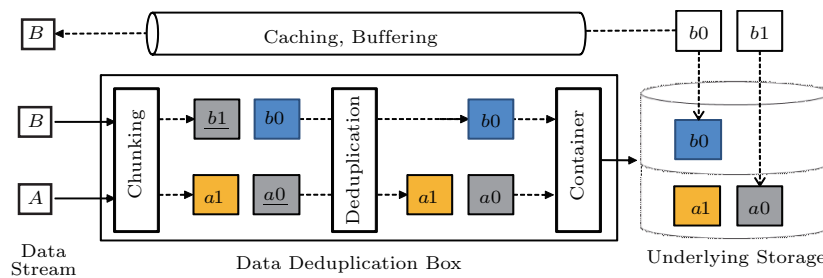 B
Caching, Buffering
b0
b1
B
Chunking
b1
b0
Deduplication
b0
Container
b0
A
a1
a0
a1
a0
a1
a0
Data
Stream
Data Deduplication Box
Underlying Storage